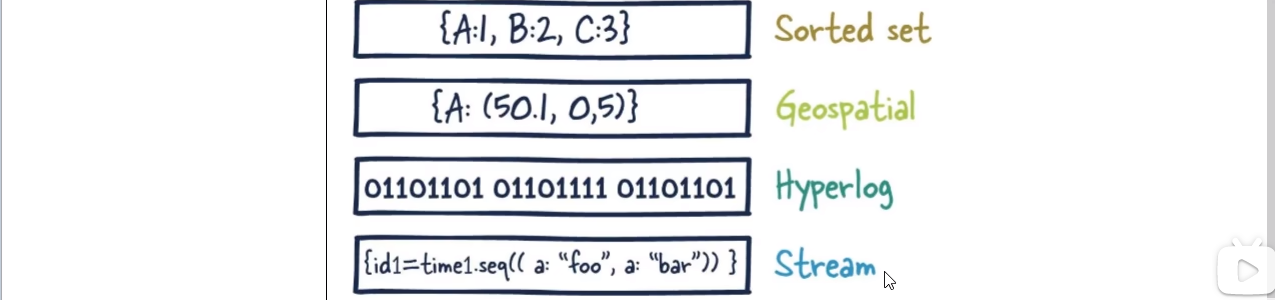 {A:1, B:2, C:3} Sorted set
{A: (50.1, 0,5)} Geospatial
01101101 01101111 01101101 Hyperlog
{id1=time1.seq(( a: “foo”, a: “bar”)) } Stream